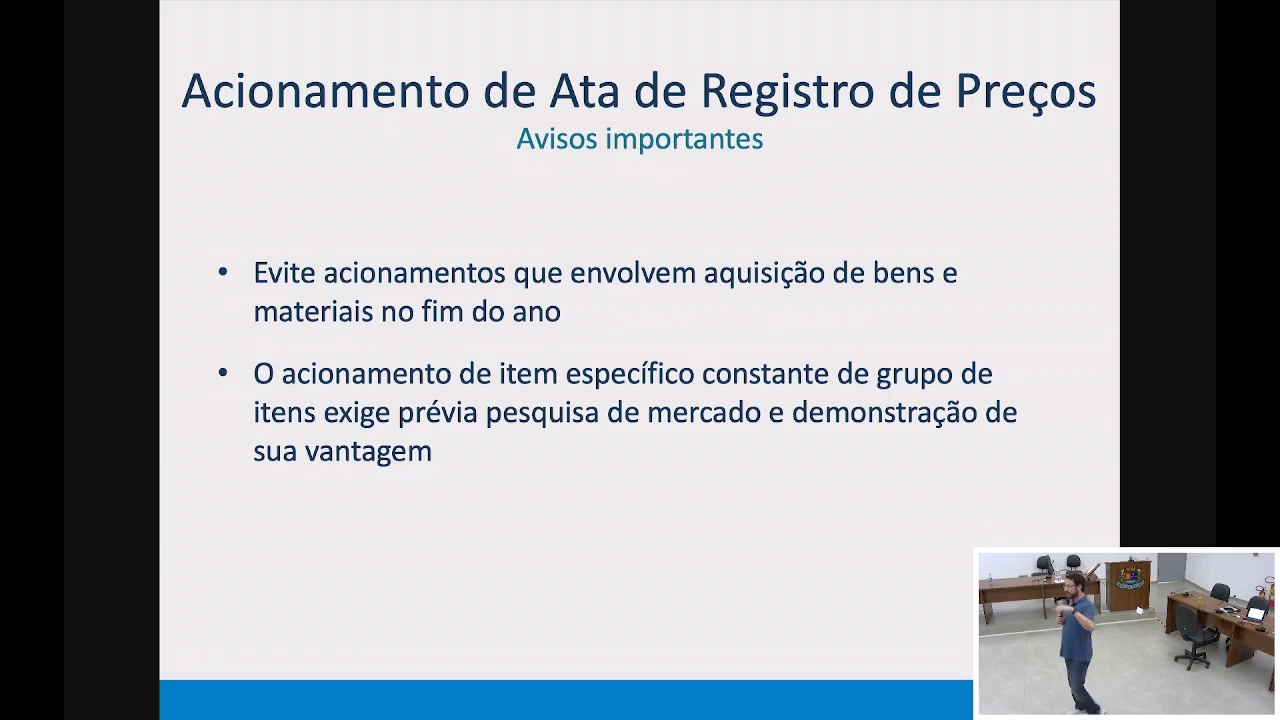 Acionamento de Ata de Registro de Preços
Avisos importantes
• Evite acionamentos que envolvem aquisição de bens e
materiais no fim do ano
• O acionamento de item específico constante de grupo de
itens exige prévia pesquisa de mercado e demonstração de
sua vantagem